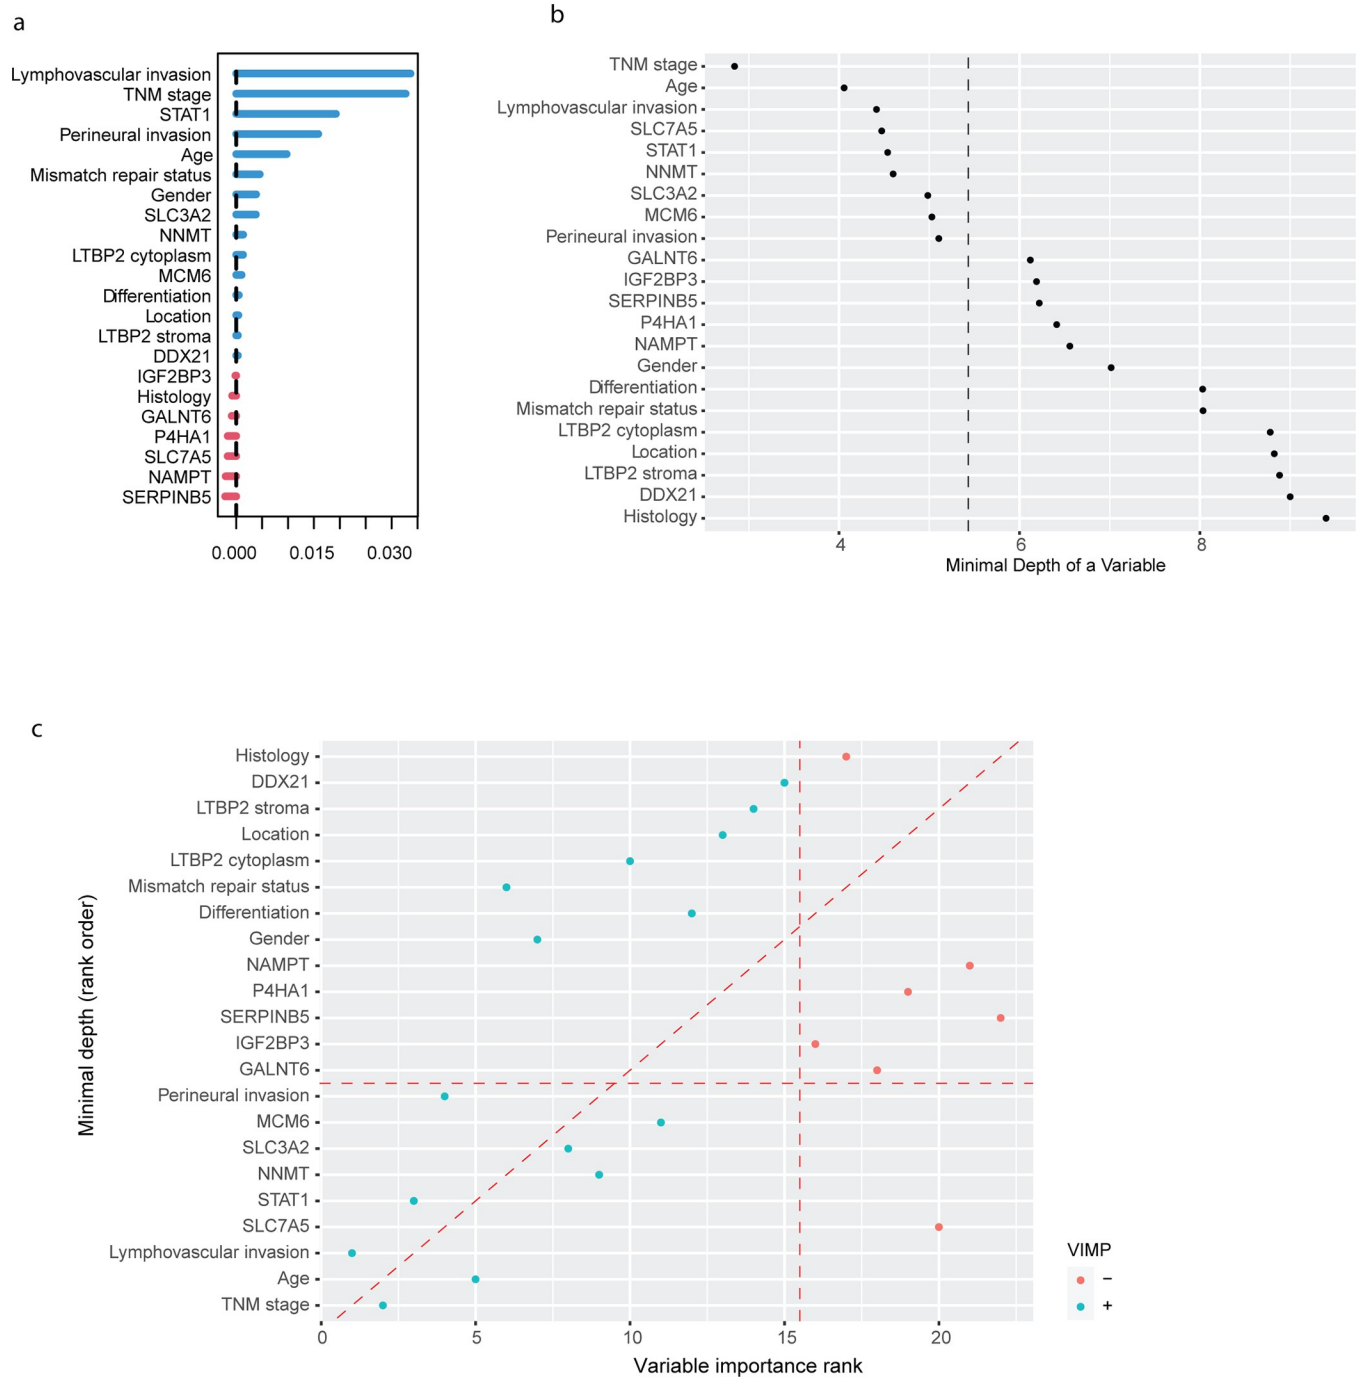 a
Lymphovascular invasion
TNM stage
STAT1
Perineural invasion
Age
Mismatch repair status
Gender
SLC3A2
NNMT
LTBP2 cytoplasm
MCM6
Differentiation
Location
LTBP2 stroma
DDX21
IGF2BP3
Histology
GALNT6
P4HA1
SLC7A5
NAMPT
SERPINB5
0.000 0.015 0.030
b
TNM stage
Age
Lymphovascular invasion
SLC7A5
STAT1
NNMT
SLC3A2
MCM6
Perineural invasion
GALNT6
IGF2BP3
SERPINB5
P4HA1
NAMPT
Gender
Differentiation
Mismatch repair status
LTBP2 cytoplasm
Location
LTBP2 stroma
DDX21
Histology
4 6 8
Minimal Depth of a Variable
c
Minimal depth (rank order)
Histology
DDX21
LTBP2 stroma
Location
LTBP2 cytoplasm
Mismatch repair status
Differentiation
Gender
NAMPT
P4HA1
SERPINB5
IGF2BP3
GALNT6
Perineural invasion
MCM6
SLC3A2
NNMT
STAT1
SLC7A5
Lymphovascular invasion
Age
TNM stage
0 5 10 15 20
Variable importance rank
VIMP
−
+